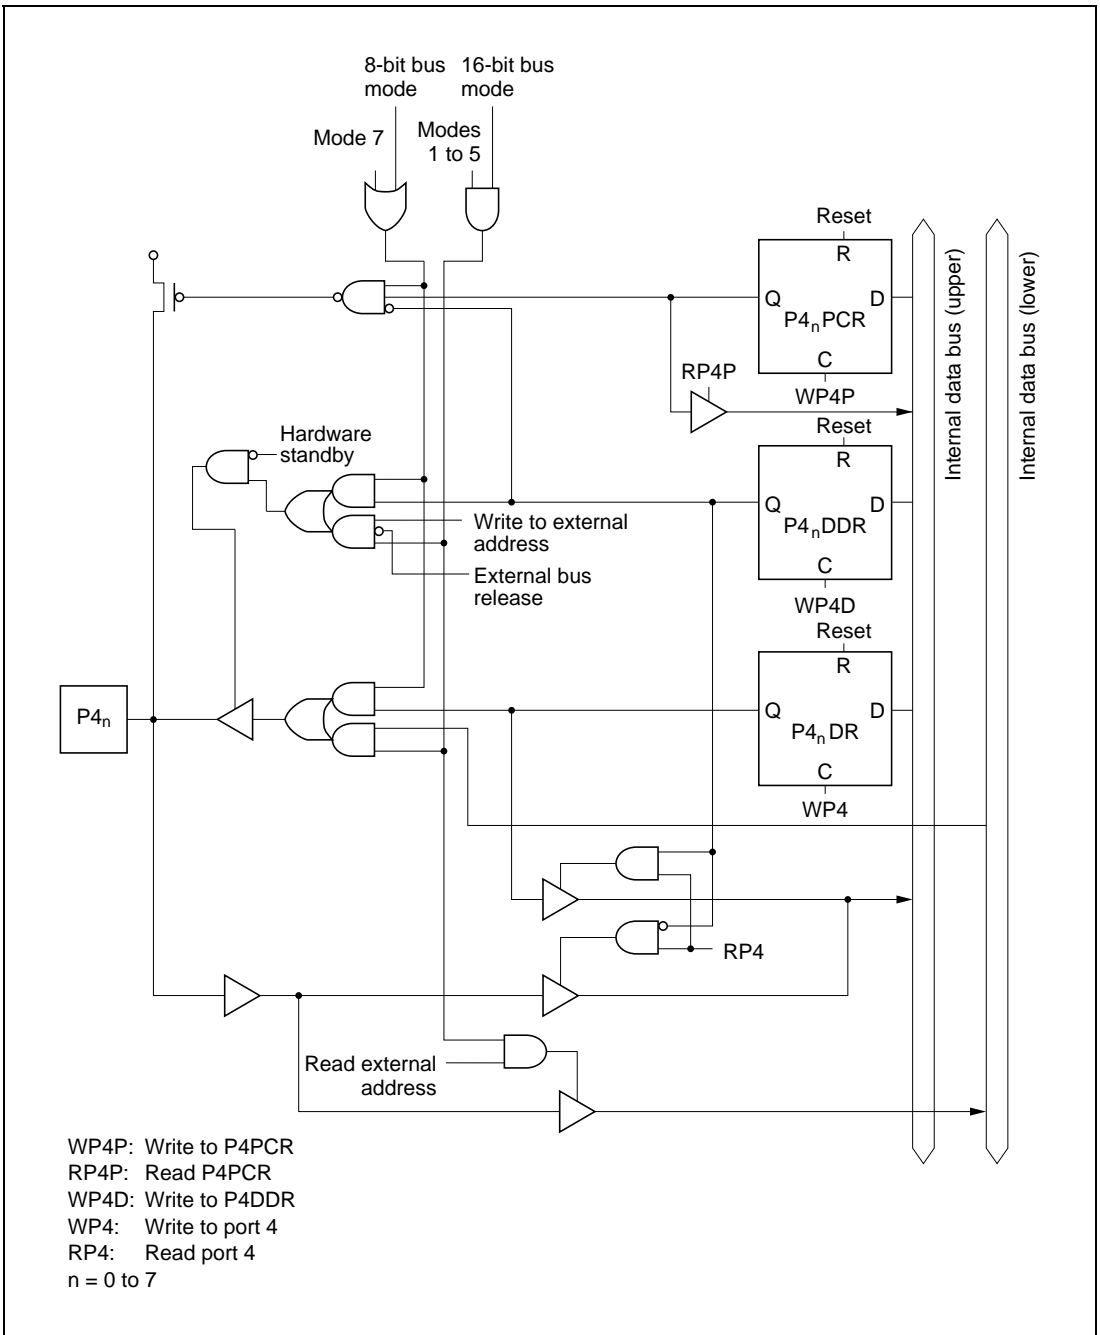 8-bit bus mode
16-bit bus mode
Mode 7
Modes 1 to 5
Reset
R
Q
D
P4nPCR
C
WP4P
RP4P
Internal data bus (upper)
Internal data bus (lower)
Hardware standby
Reset
R
Q
D
P4nDDR
C
WP4D
Write to external address
External bus release
Reset
R
Q
D
P4nDR
C
WP4
P4n
RP4
Read external address
WP4P: Write to P4PCR
RP4P: Read P4PCR
WP4D: Write to P4DDR
WP4: Write to port 4
RP4: Read port 4
n = 0 to 7